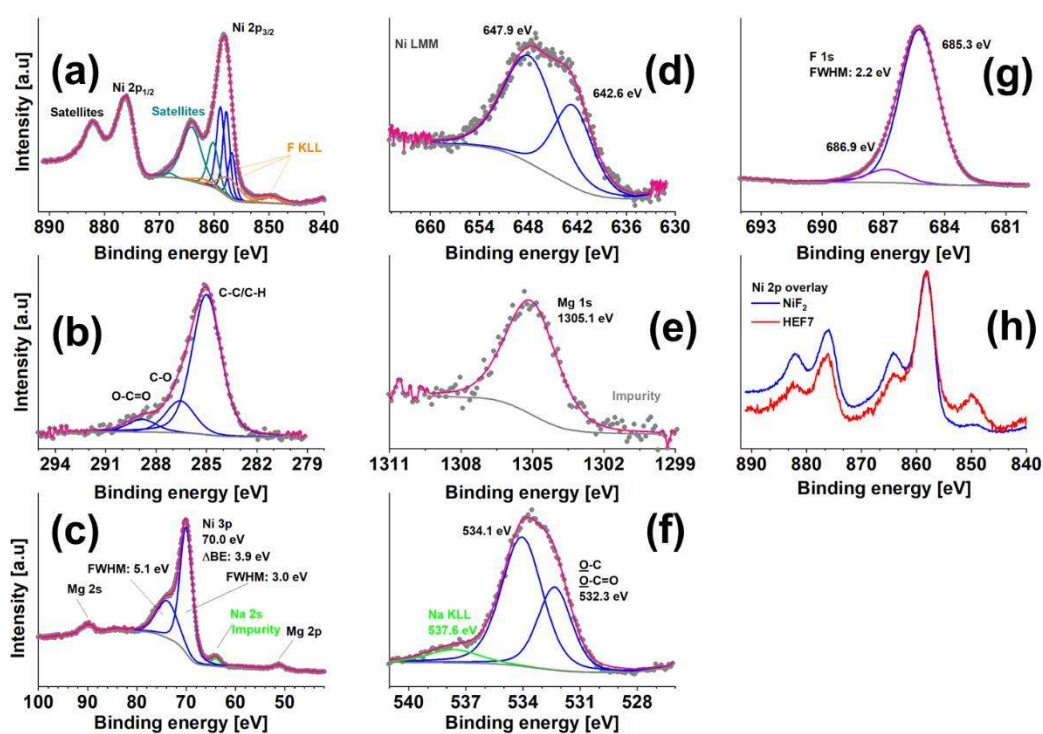 Intensity [a.u]
(a)
Ni 2p3/2
Ni 2p1/2
Satellites
Satellites
F KLL
890 880 870 860 850 840
Binding energy [eV]
Ni LMM
647.9 eV
(d)
642.6 eV
660 654 648 642 636 630
Binding energy [eV]
(g)
685.3 eV
F 1s
FWHM: 2.2 eV
686.9 eV
693 690 687 684 681
Binding energy [eV]
Intensity [a.u]
(b)
C-C/C-H
C-O
O-C=O
294 291 288 285 282 279
Binding energy [eV]
Mg 1s
1305.1 eV
(e)
Impurity
1311 1308 1305 1302 1299
Binding energy [eV]
Ni 2p overlay
NiF2
HEF7
(h)
890 880 870 860 850 840
Binding energy [eV]
Intensity [a.u]
(c)
Ni 3p
70.0 eV
ΔBE: 3.9 eV
FWHM: 5.1 eV
FWHM: 3.0 eV
Mg 2s
Na 2s
Impurity
Mg 2p
100 90 80 70 60 50
Binding energy [eV]
(f)
534.1 eV
O-C
O-C=O
532.3 eV
Na KLL
537.6 eV
540 537 534 531 528
Binding energy [eV]